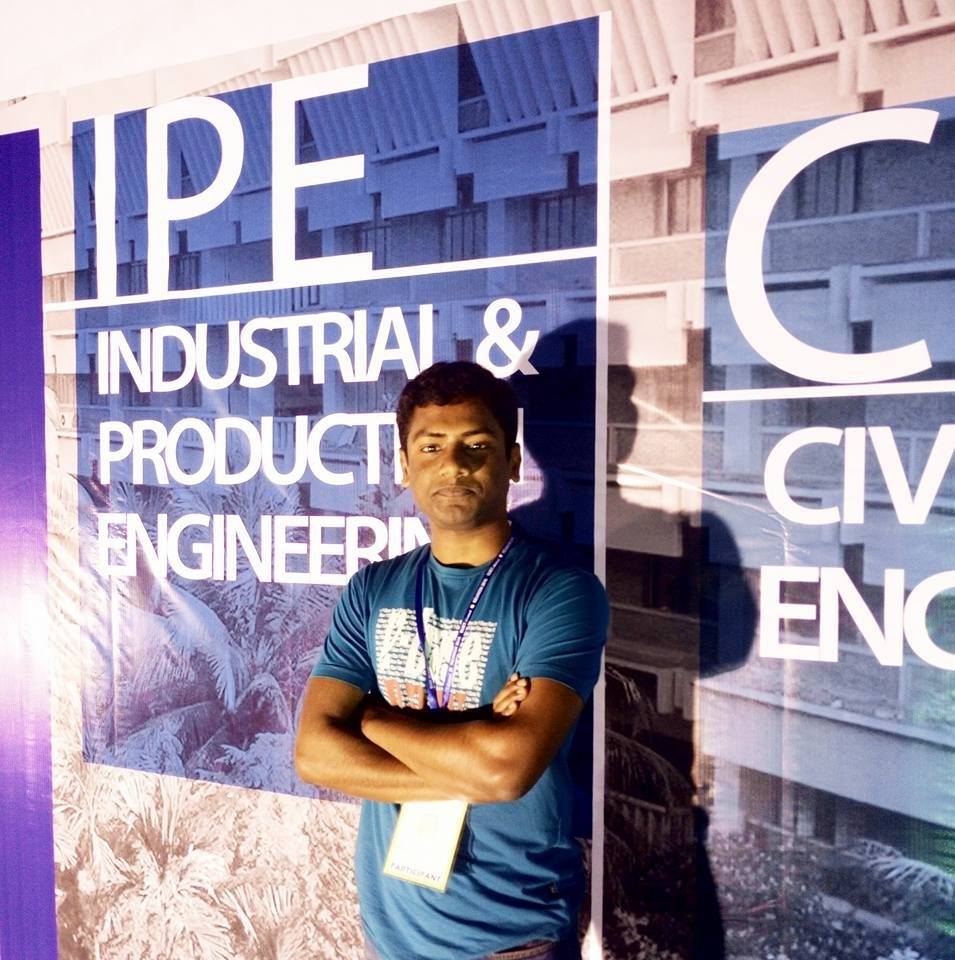 IPE
INDUSTRIAL &
PRODUCT
ENGINEERIN
C
CIV
ENG
PARTICIPANT